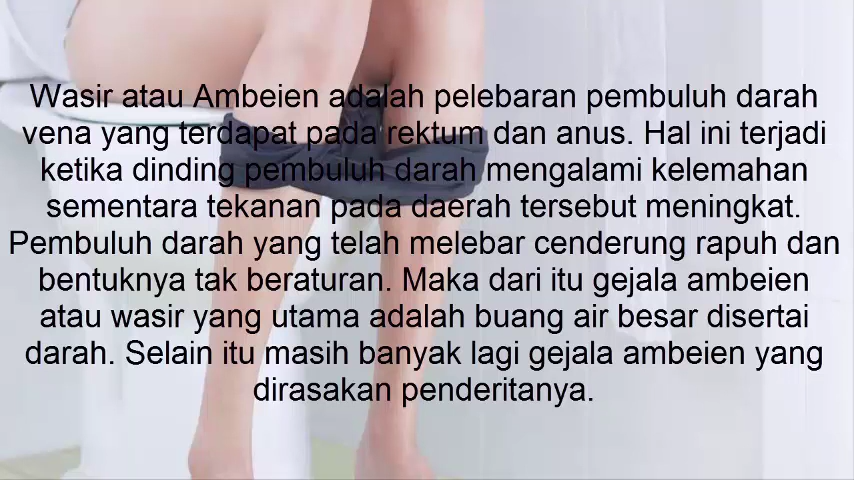 Wasir atau Ambeien adalah pelebaran pembuluh darah
vena yang terdapat pada rektum dan anus. Hal ini terjadi
ketika dinding pembuluh darah mengalami kelemahan
sementara tekanan pada daerah tersebut meningkat.
Pembuluh darah yang telah melebar cenderung rapuh dan
bentuknya tak beraturan. Maka dari itu gejala ambeien
atau wasir yang utama adalah buang air besar disertai
darah. Selain itu masih banyak lagi gejala ambeien yang
dirasakan penderitanya.